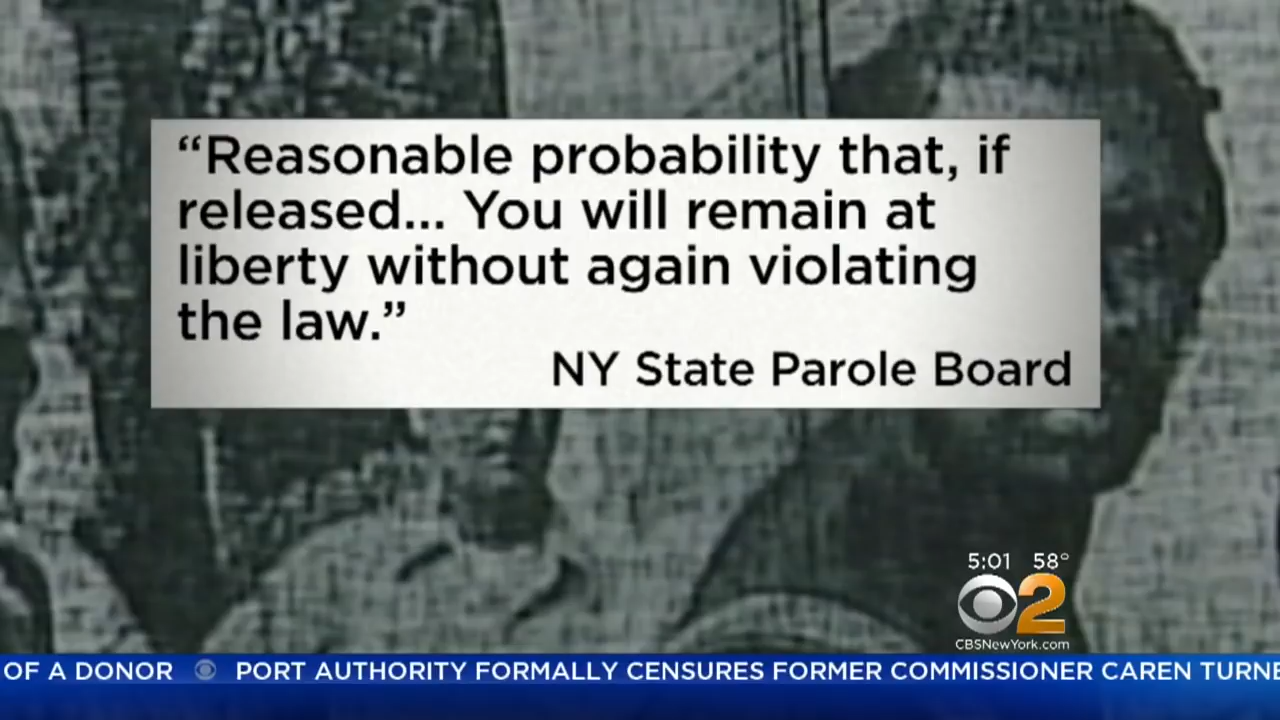 “Reasonable probability that, if
released... You will remain at
liberty without again violating
the law.”
NY State Parole Board
5:01 58°
2
CBSNewYork.com
OF A DONOR PORT AUTHORITY FORMALLY CENSURES FORMER COMMISSIONER CAREN TURNE